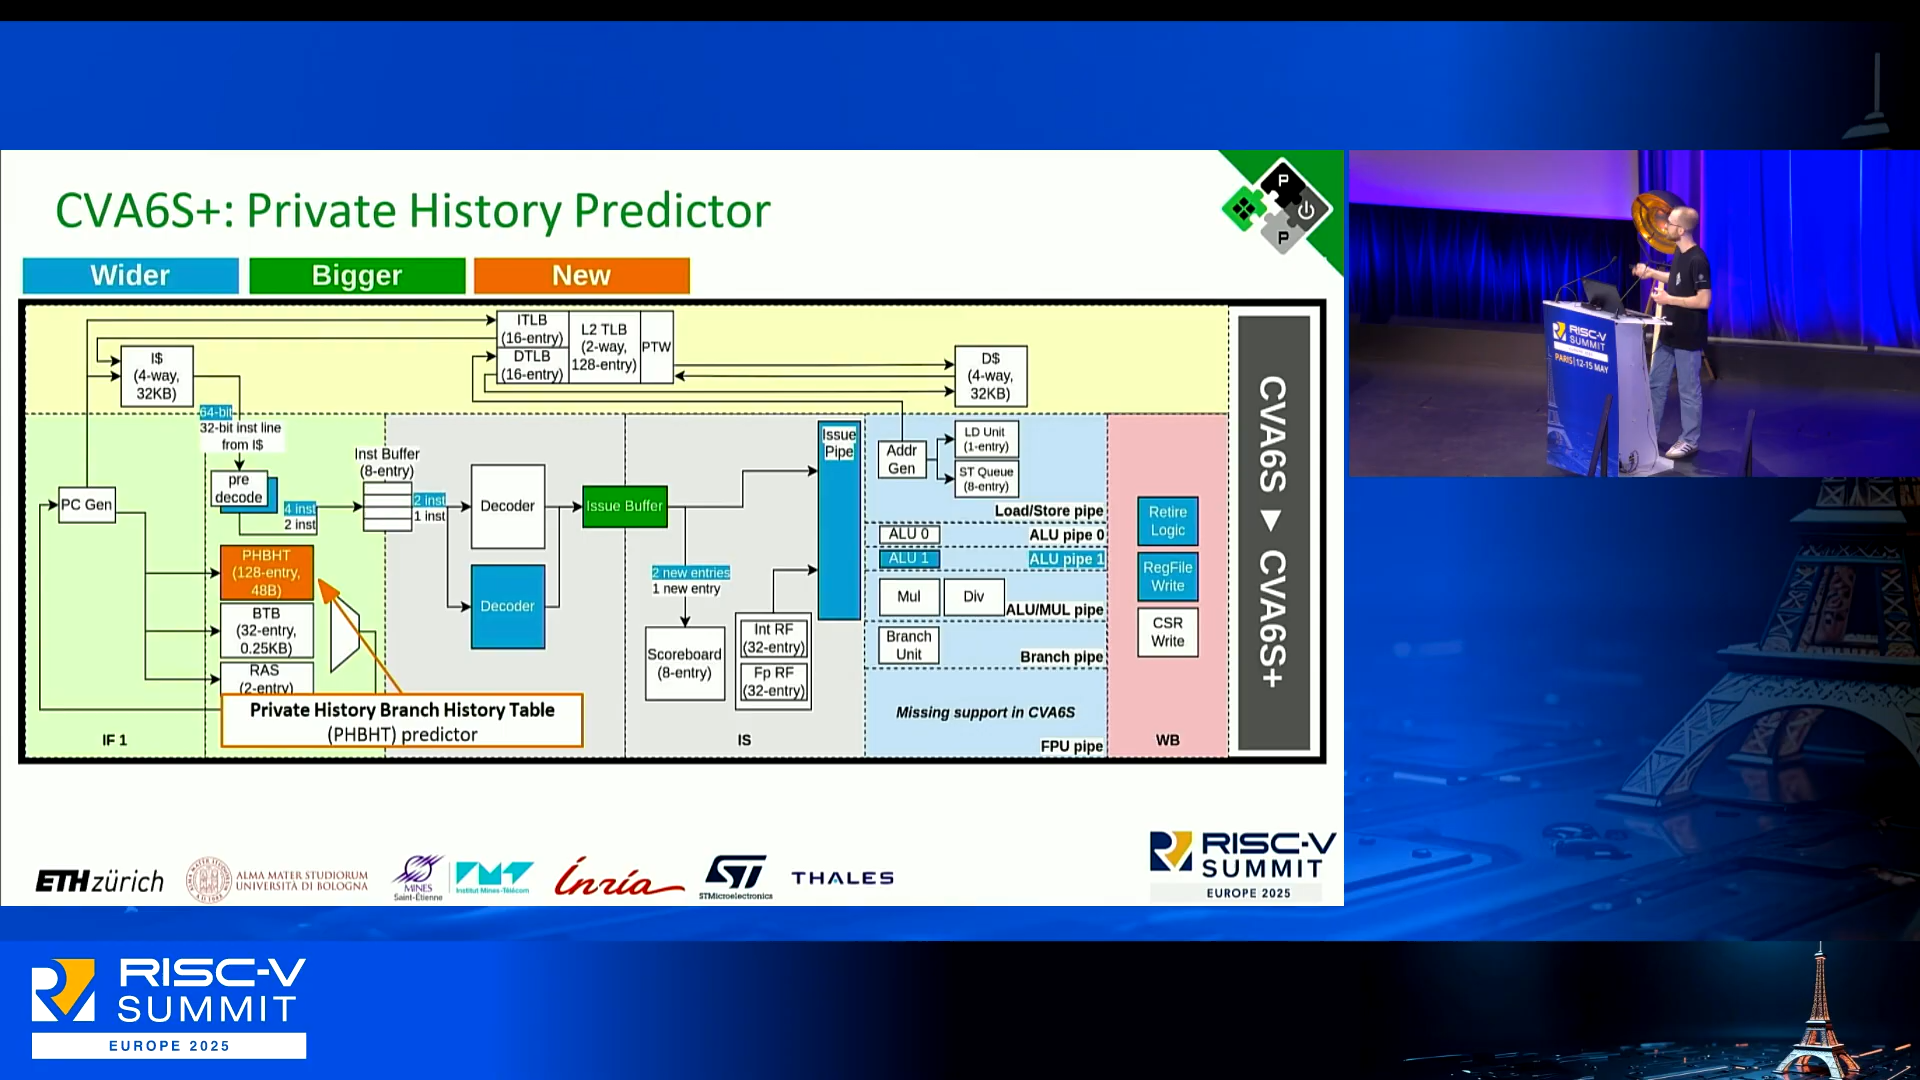 CVA6S+: Private History Predictor
Wider
Bigger
New
P
P
I$
(4-way,
32KB)
ITLB
(16-entry)
DTLB
(16-entry)
L2 TLB
(2-way,
128-entry)
PTW
D$
(4-way,
32KB)
64-bit
32-bit inst line
from I$
PC Gen
pre
decode
4 inst
2 inst
Inst Buffer
(8-entry)
2 inst
1 inst
PHBHT
(128-entry,
48B)
BTB
(32-entry,
0.25KB)
RAS
(2-entry)
Private History Branch History Table
(PHBHT) predictor
IF 1
Decoder
Decoder
Issue Buffer
2 new entries
1 new entry
Scoreboard
(8-entry)
Int RF
(32-entry)
Fp RF
(32-entry)
IS
Issue
Pipe
Addr
Gen
LD Unit
(1-entry)
ST Queue
(8-entry)
Load/Store pipe
ALU 0
ALU pipe 0
ALU 1
ALU pipe 1
Mul
Div
ALU/MUL pipe
Branch
Unit
Branch pipe
Missing support in CVA6S
FPU pipe
Retire
Logic
RegFile
Write
CSR
Write
WB
CVA6S ▶ CVA6S+
ETH zürich
ALMA MATER STUDIORUM
UNIVERSITÀ DI BOLOGNA
MINES
Saint-Étienne
Institut Mines-Télécom
Inria
STMicroelectronics
THALES
RISC-V
SUMMIT
EUROPE 2025
RISC-V
SUMMIT
PARIS | 12-15 MAY
RISC-V
SUMMIT
EUROPE 2025